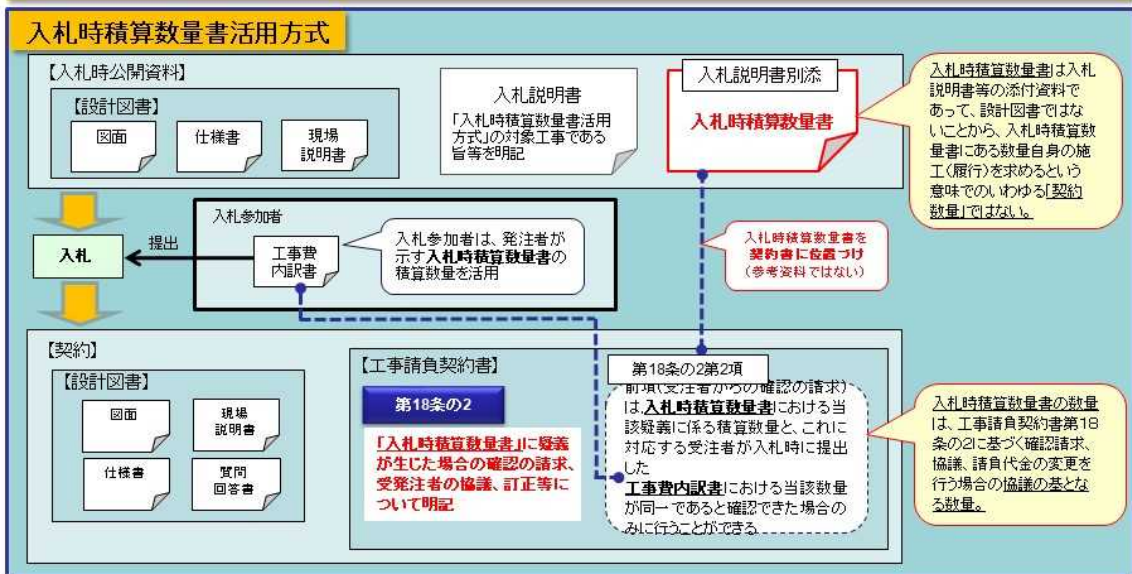 入札時積算数量書活用方式
【入札時公開資料】
【設計図書】
図面
仕様書
現場
説明書
入札説明書
「入札時積算数量書活用
方式」の対象工事である
旨等を明記
入札説明書別添
入札時積算数量書
入札時積算数量書は入札
説明書等の添付資料で
あって、設計図書ではな
いことから、入札時積算数
量書にある数量自身の施
工(履行)を求めるという
意味でのいわゆる「契約
数量」ではない。
入札
提出
入札参加者
工事費
内訳書
入札参加者は、発注者が
示す入札時積算数量書の
積算数量を活用
入札時積算数量書を
契約書に位置づけ
(参考資料ではない)
【契約】
【設計図書】
図面
現場
説明書
仕様書
質問
回答書
【工事請負契約書】
第18条の2
「入札時積算数量書」に疑義
が生じた場合の確認の請求、
受発注者の協議、訂正等に
ついて明記
第18条の2第2項
前項(受注者からの確認の請求)
は、入札時積算数量書における当
該疑義に係る積算数量と、これに
対応する受注者が入札時に提出
した
工事費内訳書における当該数量
が同一であると確認できた場合の
みに行うことができる
入札時積算数量書の数量
は、工事請負契約書第18
条の2に基づく確認請求、
協議、請負代金の変更を
行う場合の協議の基とな
る数量。